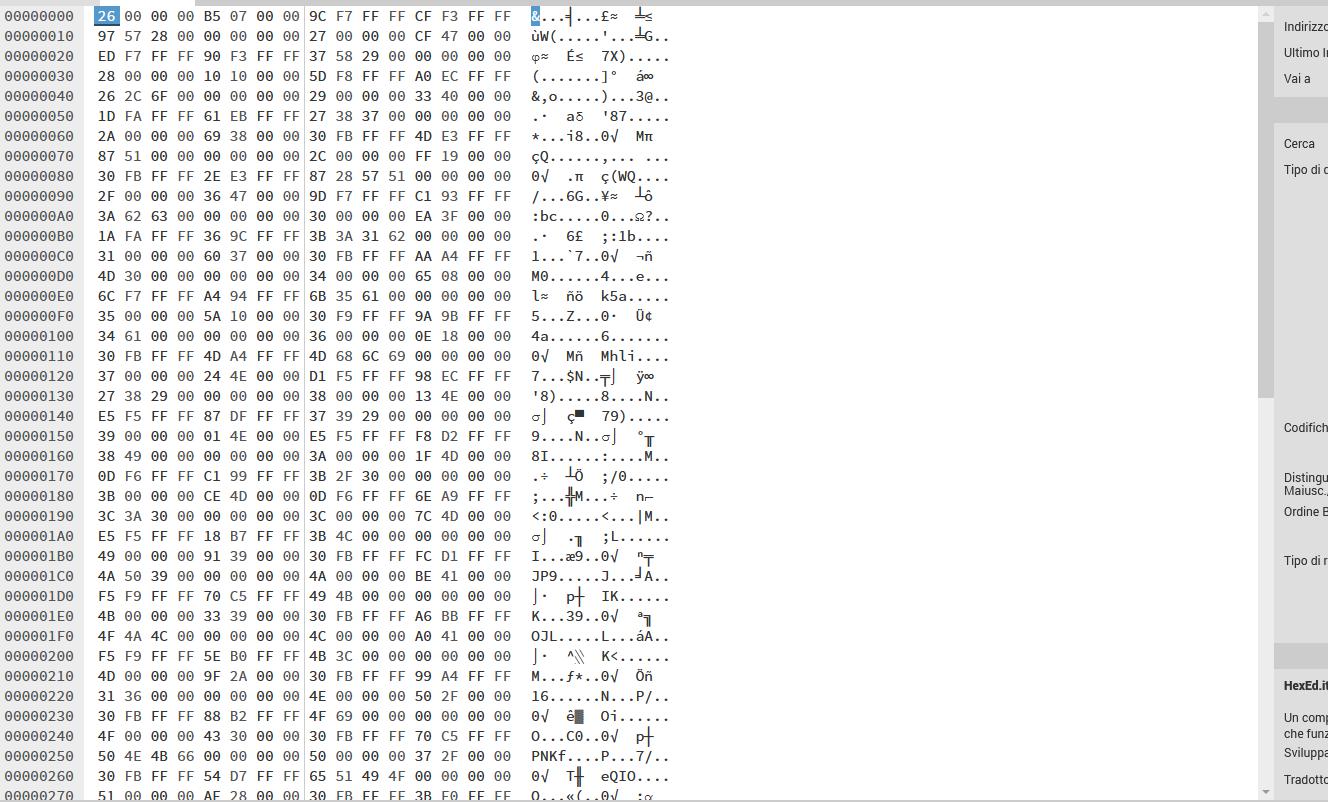 00000000 26 00 00 00 B5 07 00 00 9C F7 FF FF CF F3 FF FF &...╡...£≈ ╧≤
00000010 97 57 28 00 00 00 00 00 27 00 00 00 CF 47 00 00 ùW(.....'...╧G..
00000020 ED F7 FF FF 90 F3 FF FF 37 58 29 00 00 00 00 00 φ≈ É≤ 7X).....
00000030 28 00 00 00 10 10 00 00 5D F8 FF FF A0 EC FF FF (.......]° á∞
00000040 26 2C 6F 00 00 00 00 00 29 00 00 00 33 40 00 00 &,o.....)...3@..
00000050 1D FA FF FF 61 EB FF FF 27 38 37 00 00 00 00 00 .· aδ '87.....
00000060 2A 00 00 00 69 38 00 00 30 FB FF FF 4D E3 FF FF *...i8..0√ Mπ
00000070 87 51 00 00 00 00 00 00 2C 00 00 00 FF 19 00 00 çQ......,... ...
00000080 30 FB FF FF 2E E3 FF FF 87 28 57 51 00 00 00 00 0√ .π ç(WQ....
00000090 2F 00 00 00 36 47 00 00 9D F7 FF FF C1 93 FF FF /...6G..¥≈ ┴ô
000000A0 3A 62 63 00 00 00 00 00 30 00 00 00 EA 3F 00 00 :bc.....0...Ω?..
000000B0 1A FA FF FF 36 9C FF FF 3B 3A 31 62 00 00 00 00 .· 6£ ;:1b....
000000C0 31 00 00 00 60 37 00 00 30 FB FF FF AA A4 FF FF 1...`7..0√ ¬ñ
000000D0 4D 30 00 00 00 00 00 00 34 00 00 00 65 08 00 00 M0......4...e...
000000E0 6C F7 FF FF A4 94 FF FF 6B 35 61 00 00 00 00 00 l≈ ñö k5a.....
000000F0 35 00 00 00 5A 10 00 00 30 F9 FF FF 9A 9B FF FF 5...Z...0∙ Ü¢
00000100 34 61 00 00 00 00 00 00 36 00 00 00 0E 18 00 00 4a......6.......
00000110 30 FB FF FF 4D A4 FF FF 4D 68 6C 69 00 00 00 00 0√ Mñ Mhli....
00000120 37 00 00 00 24 4E 00 00 D1 F5 FF FF 98 EC FF FF 7...$N..╤⌡ ÿ∞
00000130 27 38 29 00 00 00 00 00 38 00 00 00 13 4E 00 00 '8).....8....N..
00000140 E5 F5 FF FF 87 DF FF FF 37 39 29 00 00 00 00 00 σ⌡ ç▀ 79).....
00000150 39 00 00 00 01 4E 00 00 E5 F5 FF FF F8 D2 FF FF 9....N..σ⌡ °╥
00000160 38 49 00 00 00 00 00 00 3A 00 00 00 1F 4D 00 00 8I......:....M..
00000170 0D F6 FF FF C1 99 FF FF 3B 2F 30 00 00 00 00 00 .÷ ┴Ö ;/0.....
00000180 3B 00 00 00 CE 4D 00 00 0D F6 FF FF 6E A9 FF FF ;...╬M...÷ n⌐
00000190 3C 3A 30 00 00 00 00 00 3C 00 00 00 7C 4D 00 00 <:0.....<...|M..
000001A0 E5 F5 FF FF 18 B7 FF FF 3B 4C 00 00 00 00 00 00 σ⌡ .╖ ;L......
000001B0 49 00 00 00 91 39 00 00 30 FB FF FF FC D1 FF FF I...æ9..0√ ⁿ╤
000001C0 4A 50 39 00 00 00 00 00 4A 00 00 00 BE 41 00 00 JP9.....J...╛A..
000001D0 F5 F9 FF FF 70 C5 FF FF 49 4B 00 00 00 00 00 00 ⌡∙ p┼ IK......
000001E0 4B 00 00 00 33 39 00 00 30 FB FF FF A6 BB FF FF K...39..0√ ª╗
000001F0 4F 4A 4C 00 00 00 00 00 4C 00 00 00 A0 41 00 00 OJL.....L...áA..
00000200 F5 F9 FF FF 5E B0 FF FF 4B 3C 00 00 00 00 00 00 ⌡∙ ^░ K<......
00000210 4D 00 00 00 9F 2A 00 00 30 FB FF FF 99 A4 FF FF M...ƒ*..0√ Öñ
00000220 31 36 00 00 00 00 00 00 4E 00 00 00 50 2F 00 00 16......N...P/..
00000230 30 FB FF FF 88 B2 FF FF 4F 69 00 00 00 00 00 00 0√ ê▓ Oi......
00000240 4F 00 00 00 43 30 00 00 30 FB FF FF 70 C5 FF FF O...C0..0√ p┼
00000250 50 4E 4B 66 00 00 00 00 50 00 00 00 37 2F 00 00 PNKf....P...7/..
00000260 30 FB FF FF 54 D7 FF FF 65 51 49 4F 00 00 00 00 0√ T╫ eQIO....
00000270 51 00 00 00 AE 28 00 00 30 FB FF FF 3B E0 FF FF Q...«(..0√ ;α
Indirizzo
Ultimo I
Vai a
Cerca
Tipo di d
Codifich
Distingu
Maiusc.
Ordine B
Tipo di r
HexEd.it
Un comp
che funz
Sviluppa
Tradotto